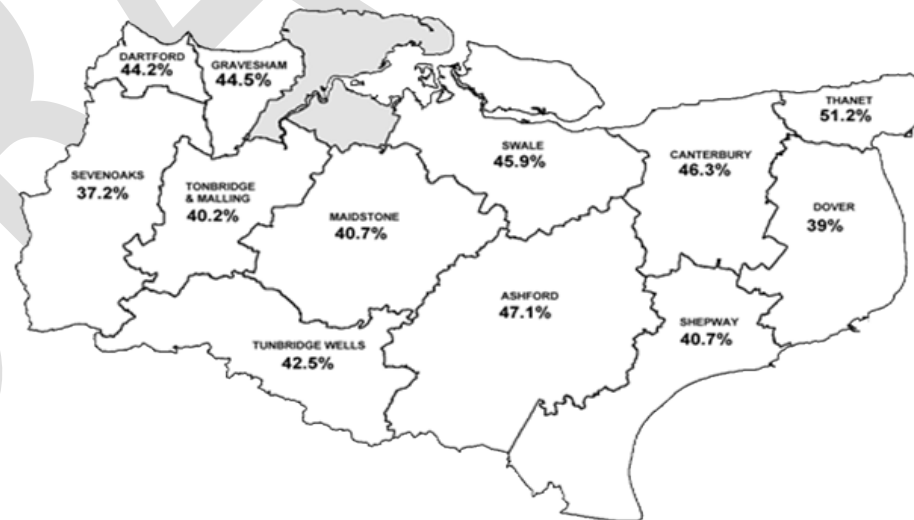 DARTFORD
44.2%
GRAVESHAM
44.5%
THANET
51.2%
SWALE
45.9%
CANTERBURY
46.3%
SEVENOAKS
37.2%
TONBRIDGE
& MALLING
40.2%
MAIDSTONE
40.7%
DOVER
39%
ASHFORD
47.1%
SHEPWAY
40.7%
TUNBRIDGE WELLS
42.5%